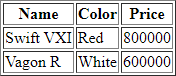 Name Color Price
Swift VXI Red 800000
Vagon R White 600000